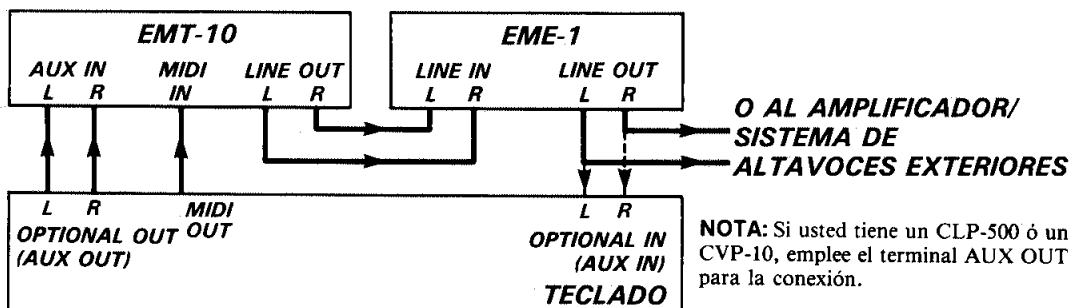 EMT-10
EME-1
AUX IN MIDI LINE OUT
L R IN L R
LINE IN LINE OUT
L R L R
O AL AMPLIFICADOR/
SISTEMA DE
ALTAVOCES EXTERIORES
L R MIDI
OPTIONAL OUT OUT
(AUX OUT)
L R
OPTIONAL IN
(AUX IN)
TECLADO
NOTA: Si usted tiene un CLP-500 ó un
CVP-10, emplee el terminal AUX OUT
para la conexión.